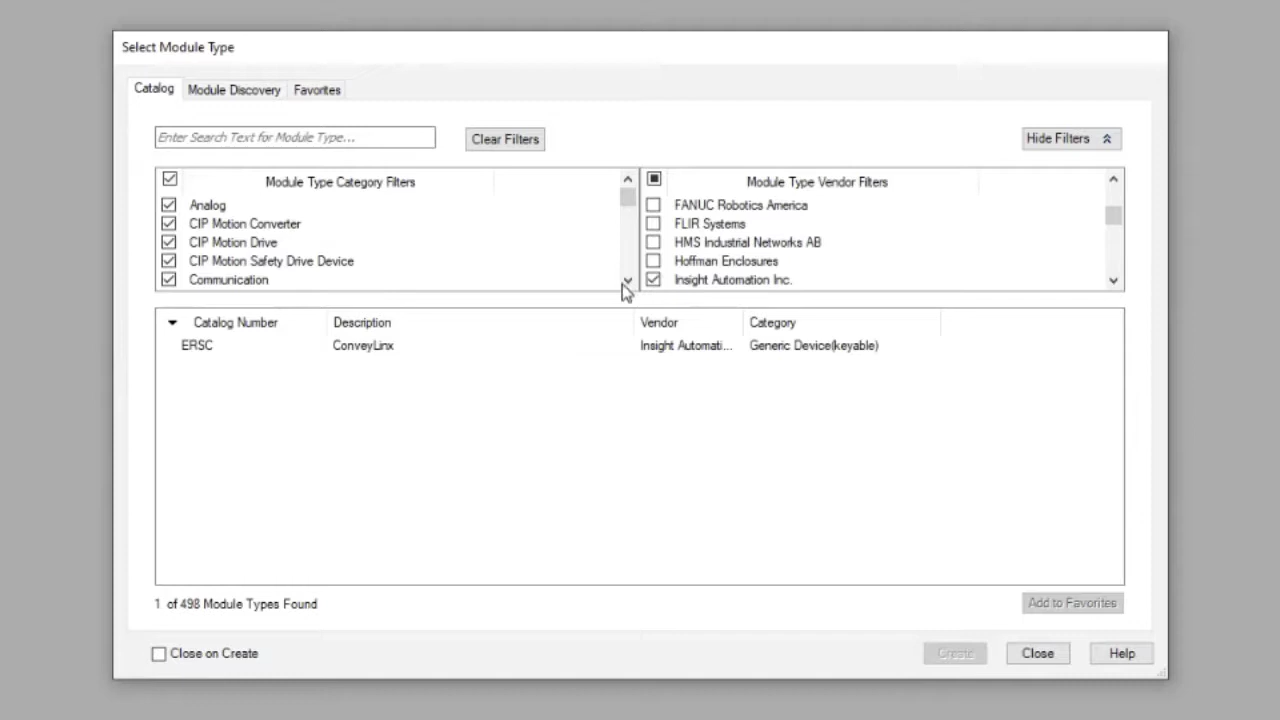 Select Module Type
Catalog Module Discovery Favorites
Enter Search Text for Module Type... Clear Filters Hide Filters
Module Type Category Filters Module Type Vendor Filters
Analog FANUC Robotics America
CIP Motion Converter FLIR Systems
CIP Motion Drive HMS Industrial Networks AB
CIP Motion Safety Drive Device Hoffman Enclosures
Communication Insight Automation Inc.
Catalog Number Description Vendor Category
ERSC ConveyLinx Insight Automati... Generic Device(keyable)
1 of 498 Module Types Found Add to Favorites
Close on Create Create Close Help